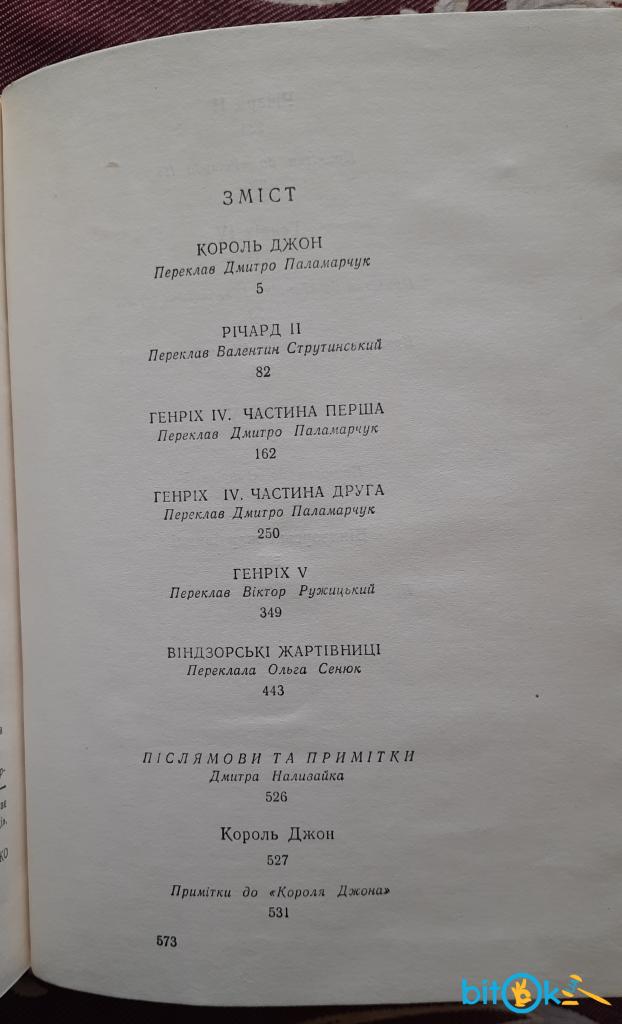 ЗМІСТ
КОРОЛЬ ДЖОН
Переклав Дмитро Паламарчук
5
РІЧАРД II
Переклав Валентин Струтинський
82
ГЕНРІХ IV. ЧАСТИНА ПЕРША
Переклав Дмитро Паламарчук
162
ГЕНРІХ IV. ЧАСТИНА ДРУГА
Переклав Дмитро Паламарчук
250
ГЕНРІХ V
Переклав Віктор Ружицький
349
ВІНДЗОРСЬКІ ЖАРТІВНИЦІ
Переклала Ольга Сенюк
443
ПІСЛЯМОВИ ТА ПРИМІТКИ
Дмитра Наливайка
526
Король Джон
527
Примітки до «Короля Джона»
531
573
bitok